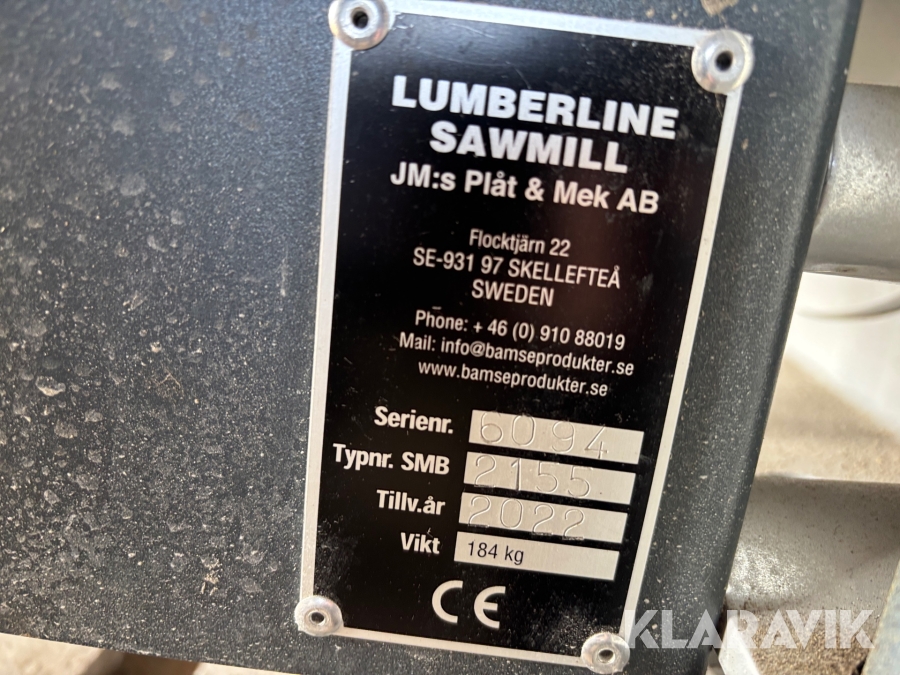 LUMBERLINE
SAWMILL
JM:s Plåt & Mek AB
Flocktjärn 22
SE-931 97 SKELLEFTEÅ
SWEDEN
Phone: + 46 (0) 910 88019
Mail: info@bamseprodukter.se
www.bamseprodukter.se
Serienr. 6094
Typnr. SMB 2155
Tillv.år 2022
Vikt 184 kg
CE
KLARAVIK